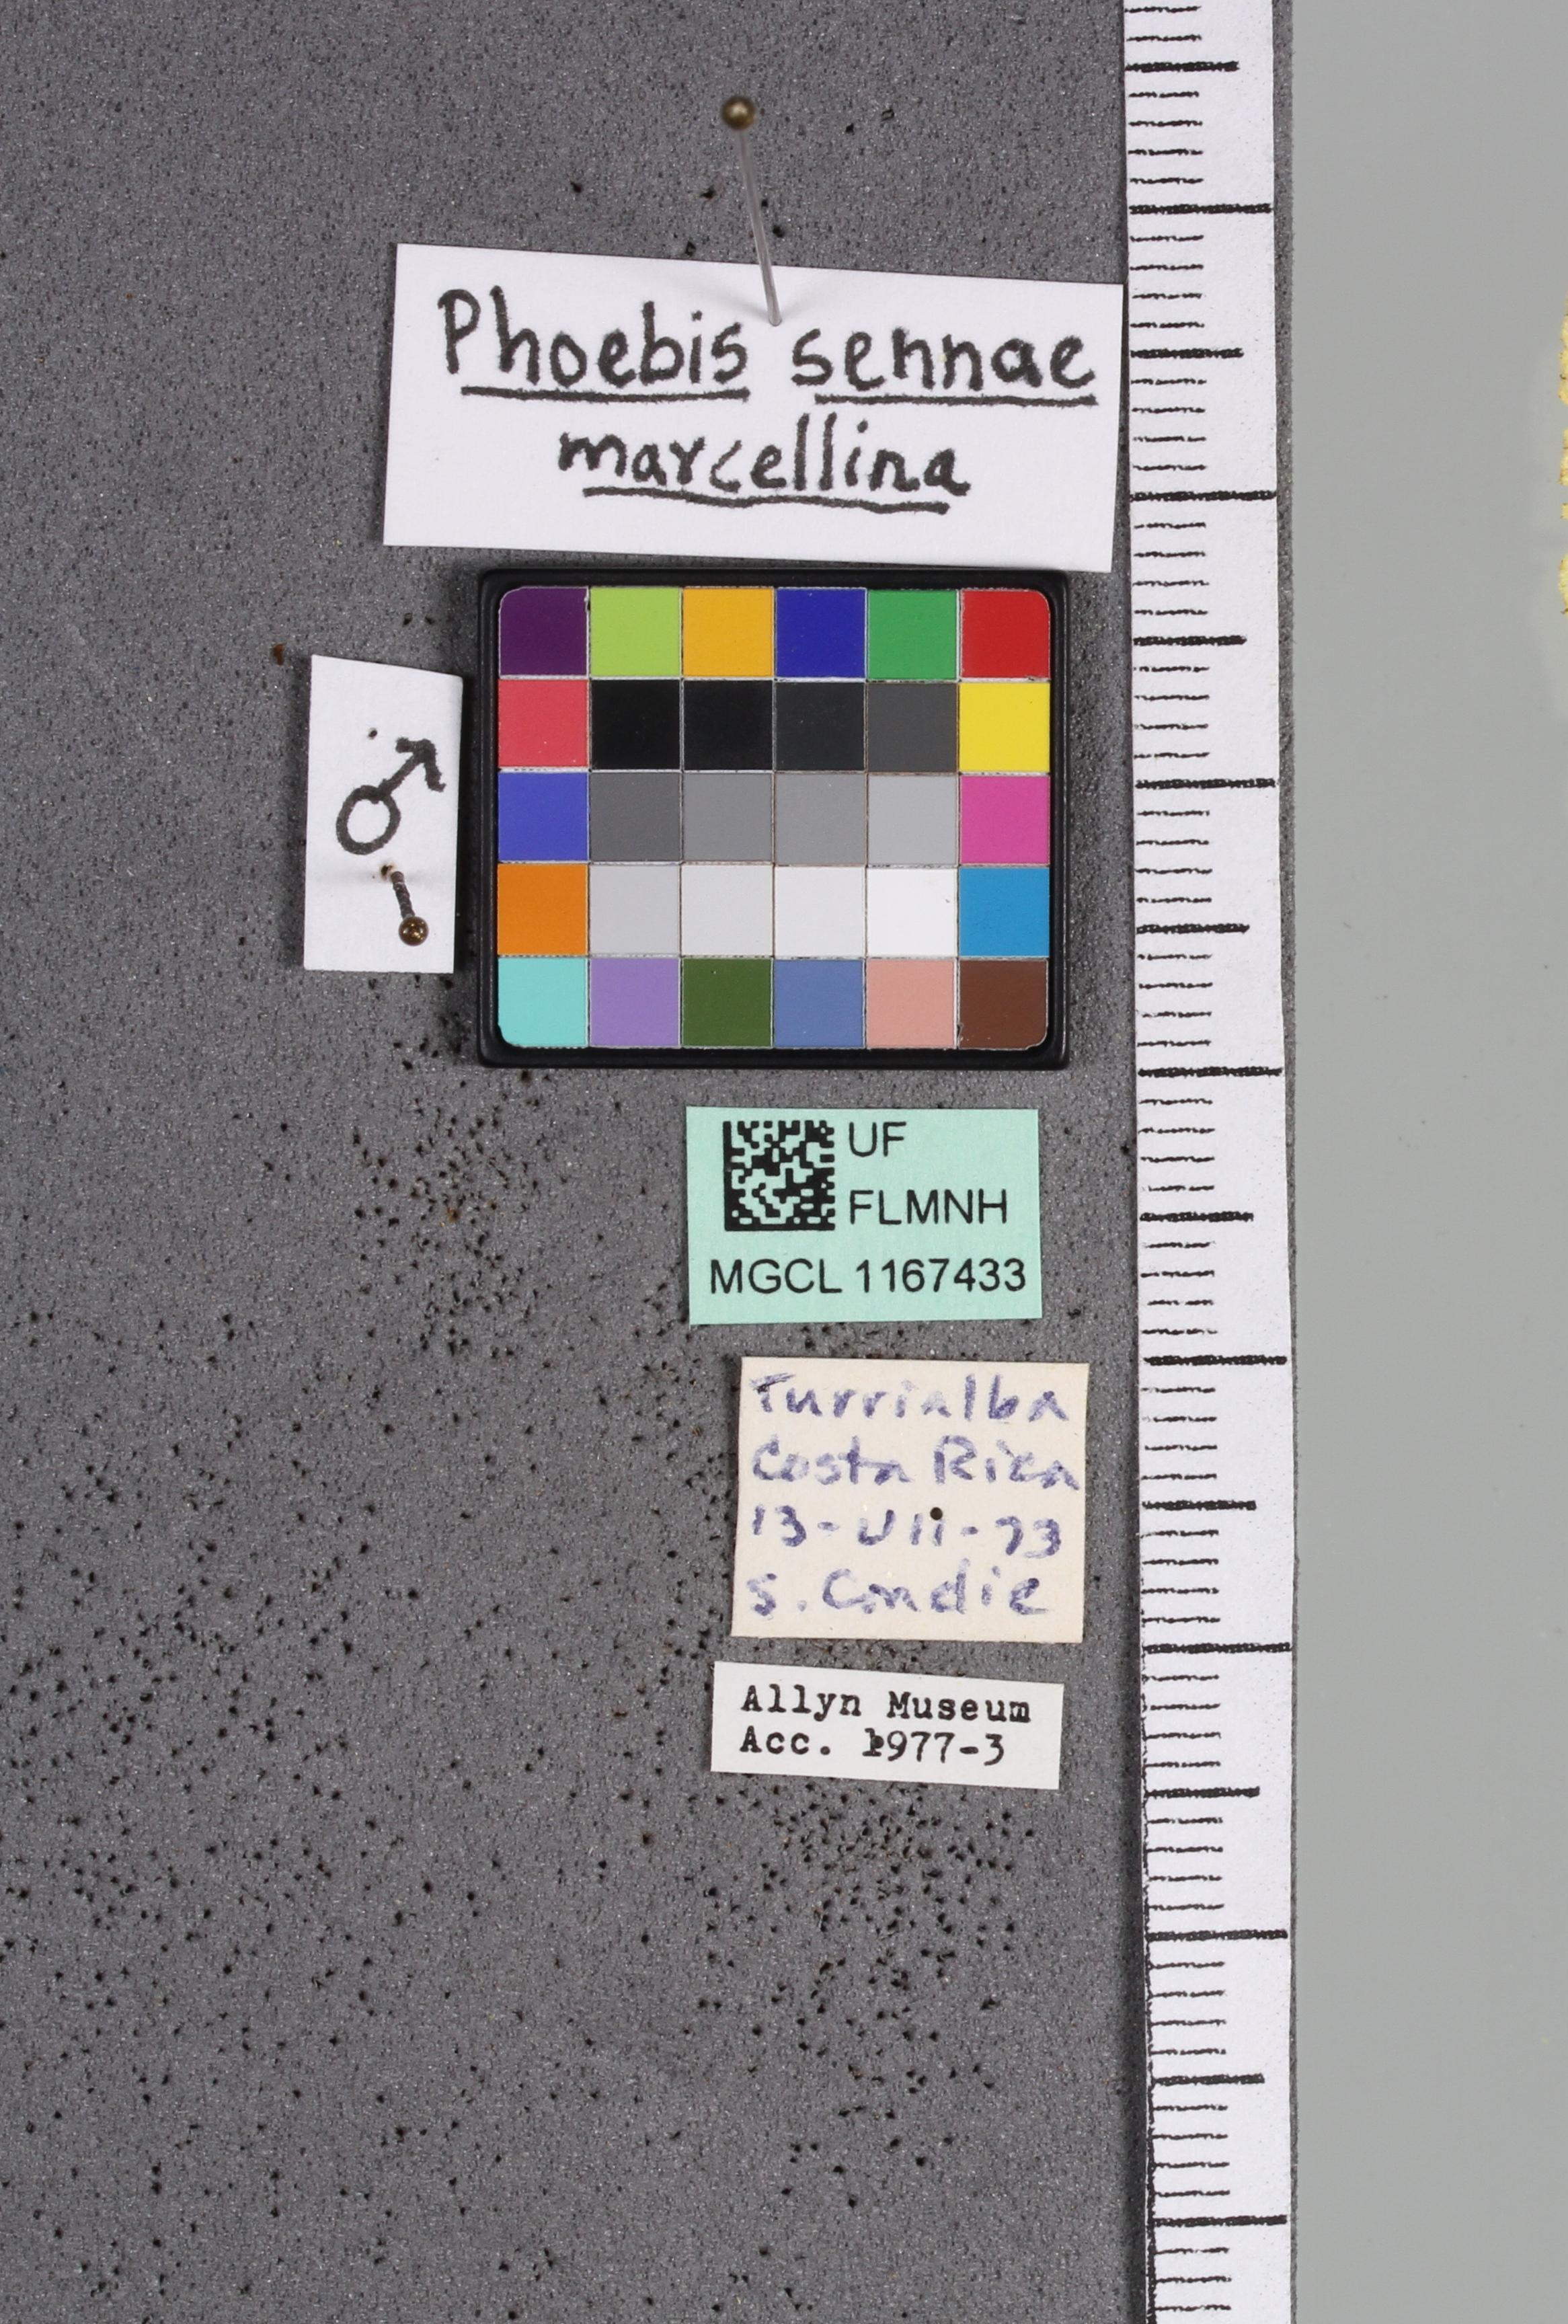 Phoebis sennae
marcellina
♂
UF
FLMNH
MGCL 1167433
Turrialba
Costa Rica
13-Vii-73
S. Condie
Allyn Museum
Acc. 1977-3